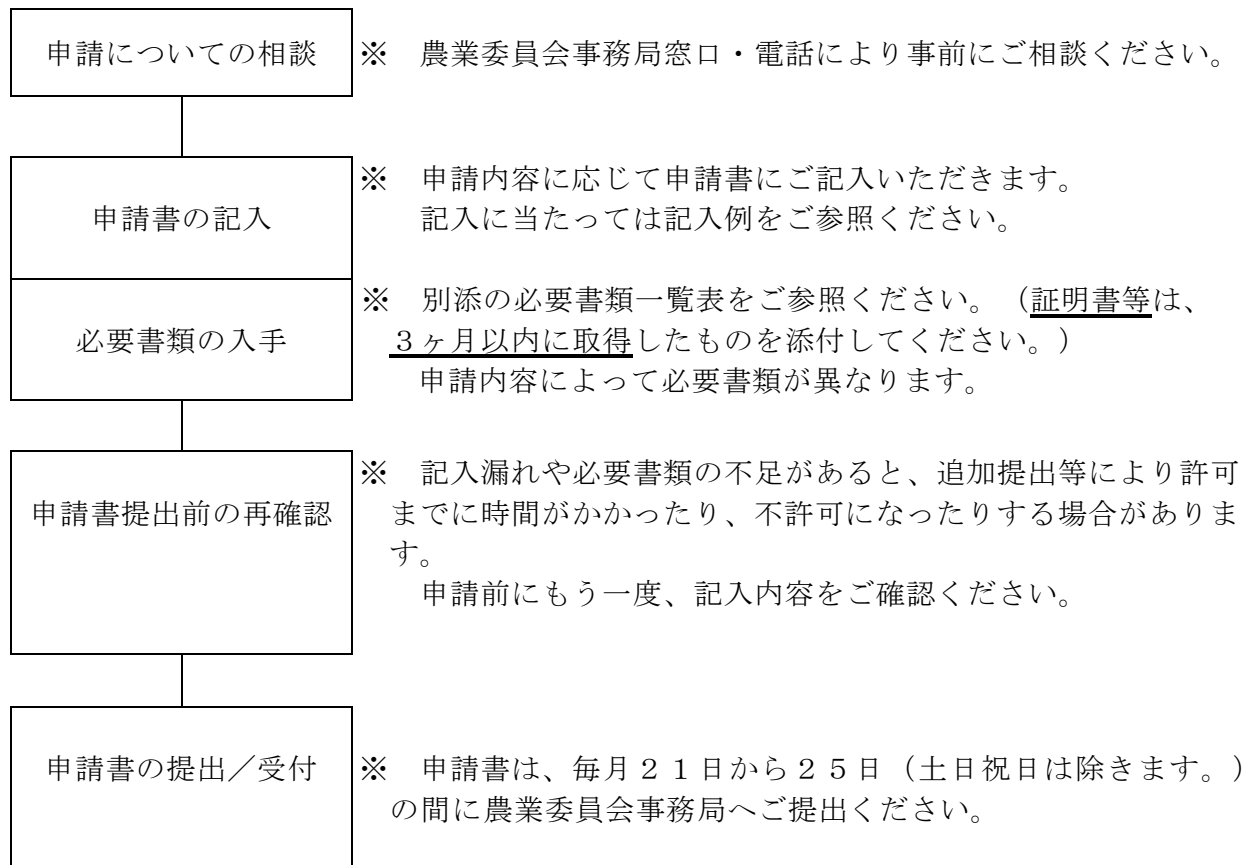 申請についての相談
※　農業委員会事務局窓口・電話により事前にご相談ください。
申請書の記入
※　申請内容に応じて申請書にご記入いただきます。
記入に当たっては記入例をご参照ください。
必要書類の入手
※　別添の必要書類一覧表をご参照ください。（証明書等は、
３ヶ月以内に取得したものを添付してください。）
申請内容によって必要書類が異なります。
申請書提出前の再確認
※　記入漏れや必要書類の不足があると、追加提出等により許可
までに時間がかかったり、不許可になったりする場合がありま
す。
申請前にもう一度、記入内容をご確認ください。
申請書の提出／受付
※　申請書は、毎月２１日から２５日（土日祝日は除きます。）
の間に農業委員会事務局へご提出ください。